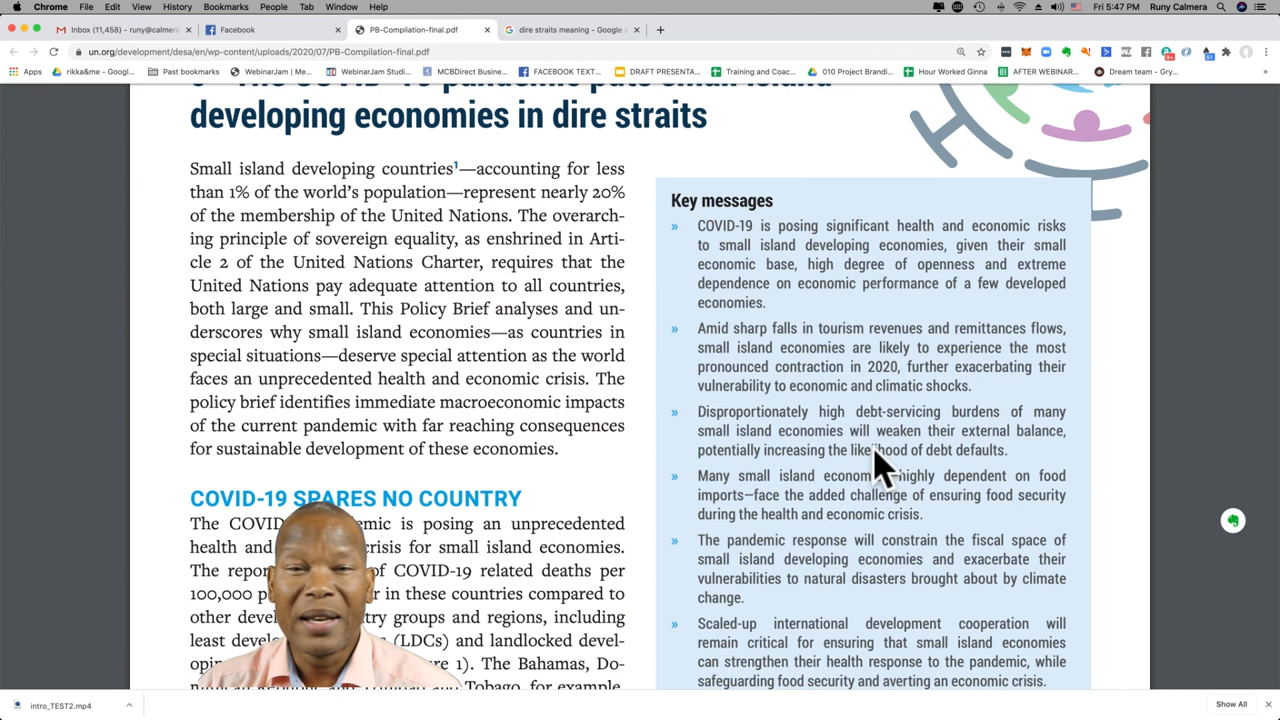 Chrome File Edit View History Bookmarks People Tab Window Help
Fri 5:47 PM Runy Calmera
Inbox (11,458) - runy@calmera
Facebook
PB-Compilation-final.pdf
dire straits meaning - Google
un.org/development/desa/en/wp-content/uploads/2020/07/PB-Compilation-final.pdf
Apps rikka&me - Googl... Past bookmarks WebinarJam | Me... WebinarJam Studi... MCBDirect Busine... FACEBOOK TEXT... DRAFT PRESENTA... Training and Coac... 010 Project Brandi... Hour Worked Ginna AFTER WEBINAR... Dream team - Gry...
developing economies in dire straits
Small island developing countries¹—accounting for less
than 1% of the world's population—represent nearly 20%
of the membership of the United Nations. The overarch-
ing principle of sovereign equality, as enshrined in Arti-
cle 2 of the United Nations Charter, requires that the
United Nations pay adequate attention to all countries,
both large and small. This Policy Brief analyses and un-
derscores why small island economies—as countries in
special situations—deserve special attention as the world
faces an unprecedented health and economic crisis. The
policy brief identifies immediate macroeconomic impacts
of the current pandemic with far reaching consequences
for sustainable development of these economies.
COVID-19 SPARES NO COUNTRY
The COVID emic is posing an unprecedented
health and crisis for small island economies.
The repor of COVID-19 related deaths per
100,000 p r in these countries compared to
other deve try groups and regions, including
least devel s (LDCs) and landlocked devel-
opin re 1). The Bahamas, Do-
and Trinidad and Tobago, for example,
Key messages
» COVID-19 is posing significant health and economic risks
to small island developing economies, given their small
economic base, high degree of openness and extreme
dependence on economic performance of a few developed
economies.
» Amid sharp falls in tourism revenues and remittances flows,
small island economies are likely to experience the most
pronounced contraction in 2020, further exacerbating their
vulnerability to economic and climatic shocks.
» Disproportionately high debt-servicing burdens of many
small island economies will weaken their external balance,
potentially increasing the likelihood of debt defaults.
» Many small island econom highly dependent on food
imports—face the added challenge of ensuring food security
during the health and economic crisis.
» The pandemic response will constrain the fiscal space of
small island developing economies and exacerbate their
vulnerabilities to natural disasters brought about by climate
change.
» Scaled-up international development cooperation will
remain critical for ensuring that small island economies
can strengthen their health response to the pandemic, while
safeguarding food security and averting an economic crisis.
intro_TEST2.mp4
Show All